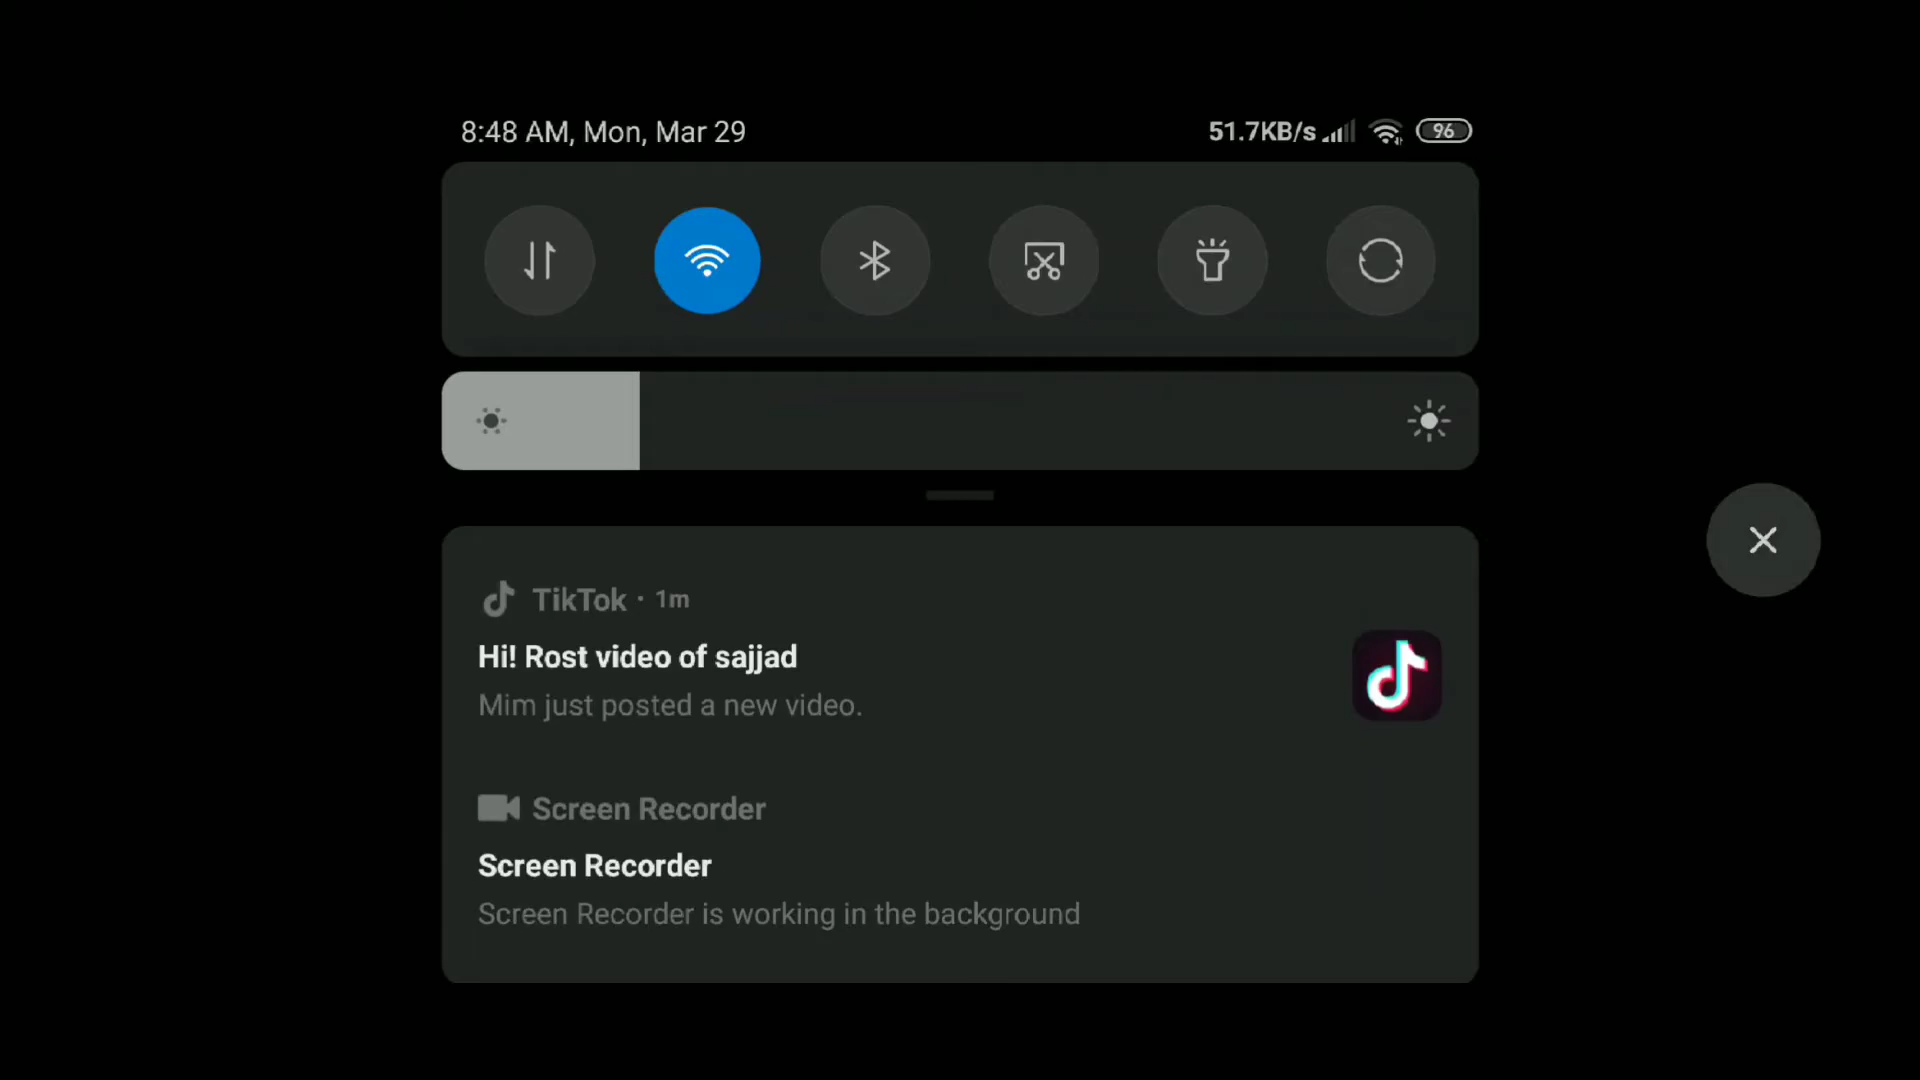 8:48 AM, Mon, Mar 29 51.7KB/s 96
TikTok · 1m
Hi! Rost video of sajjad
Mim just posted a new video.
Screen Recorder
Screen Recorder
Screen Recorder is working in the background